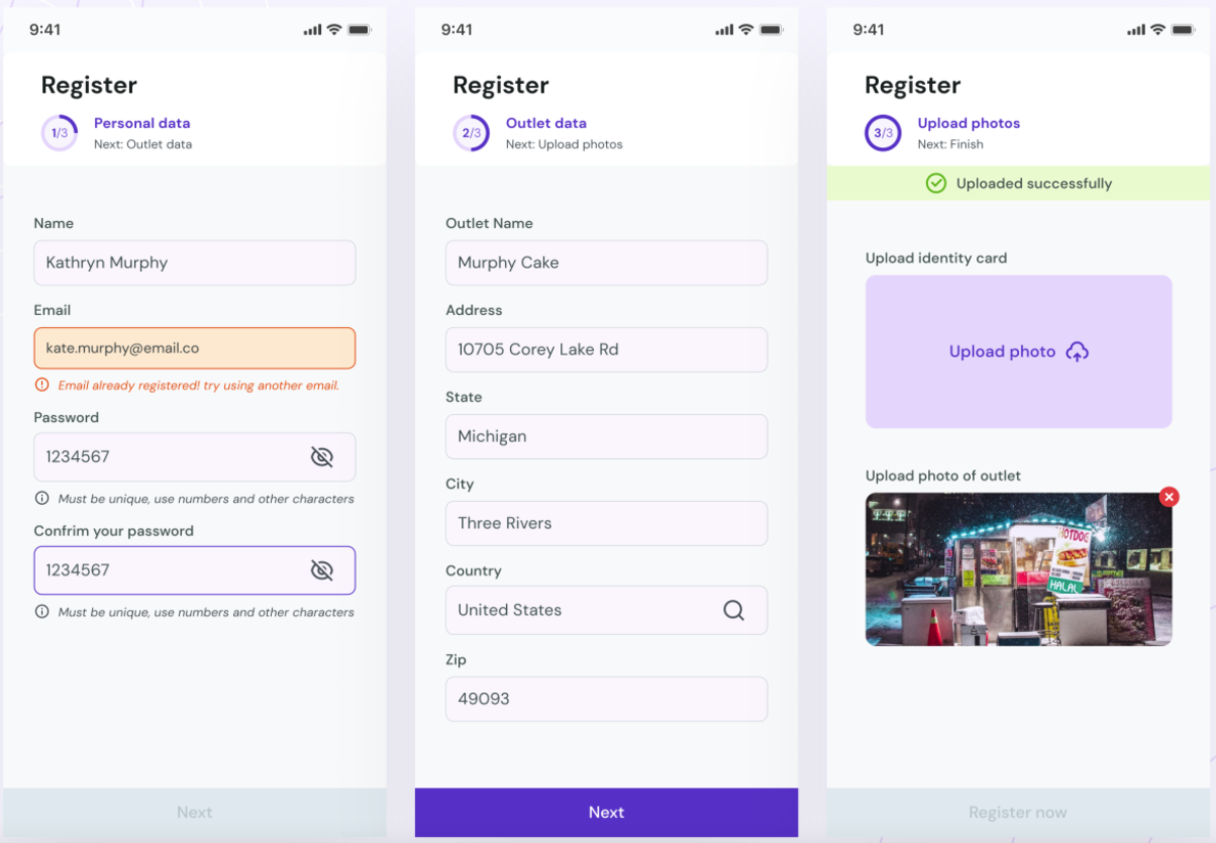 9:41
Register
1/3
Personal data
Next: Outlet data
Name
Kathryn Murphy
Email
kate.murphy@email.co
Email already registered! try using another email.
Password
1234567
Must be unique, use numbers and other characters
Confrim your password
1234567
Must be unique, use numbers and other characters
Next
9:41
Register
2/3
Outlet data
Next: Upload photos
Outlet Name
Murphy Cake
Address
10705 Corey Lake Rd
State
Michigan
City
Three Rivers
Country
United States
Zip
49093
Next
9:41
Register
3/3
Upload photos
Next: Finish
Uploaded successfully
Upload identity card
Upload photo
Upload photo of outlet
HOTDOG
HALAL
Register now